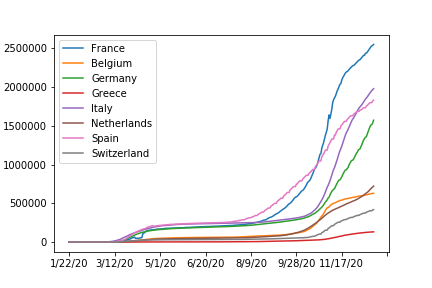 2500000
2000000
1500000
1000000
500000
0
France
Belgium
Germany
Greece
Italy
Netherlands
Spain
Switzerland
1/22/20 3/12/20 5/1/20 6/20/20 8/9/20 9/28/20 11/17/20